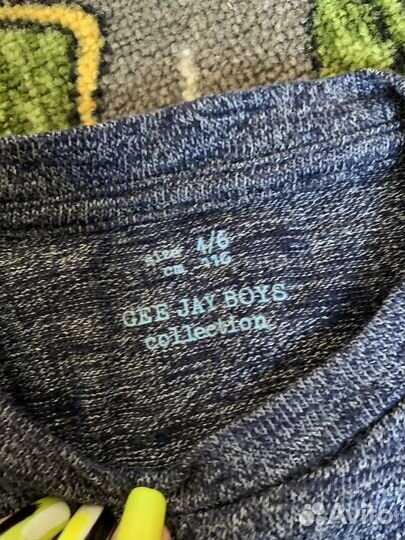 size 4/6
cm 116
GEE JAY BOYS
collection
Avito